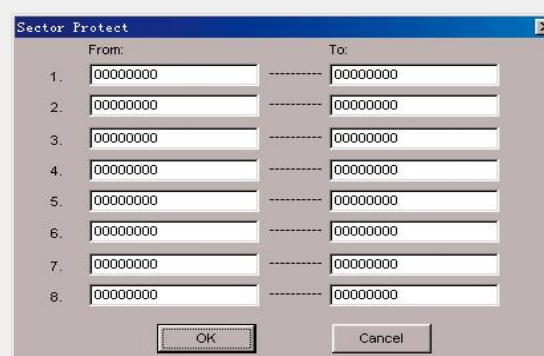 Sector Protect
From: To:
1. 00000000 --------- 00000000
2. 00000000 --------- 00000000
3. 00000000 --------- 00000000
4. 00000000 --------- 00000000
5. 00000000 --------- 00000000
6. 00000000 --------- 00000000
7. 00000000 --------- 00000000
8. 00000000 --------- 00000000
OK Cancel